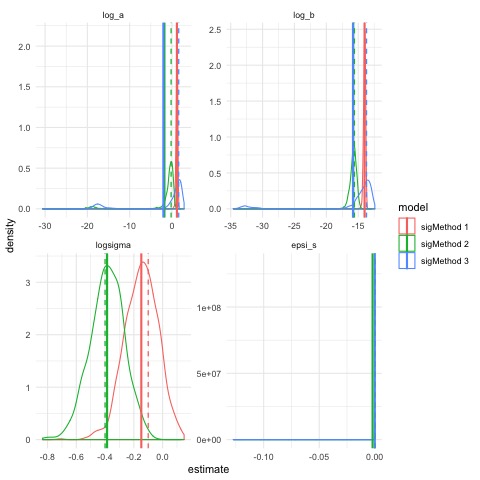 log_a
log_b
2.0
1.5
1.0
0.5
0.0
-30
-20
-10
0
2.5
2.0
1.5
1.0
0.5
0.0
-35
-30
-25
-20
-15
density
logsigma
epsi_s
3
2
1
0
-0.8
-0.6
-0.4
-0.2
0.0
1e+08
5e+07
0e+00
-0.10
-0.05
0.00
estimate
model
sigMethod 1
sigMethod 2
sigMethod 3